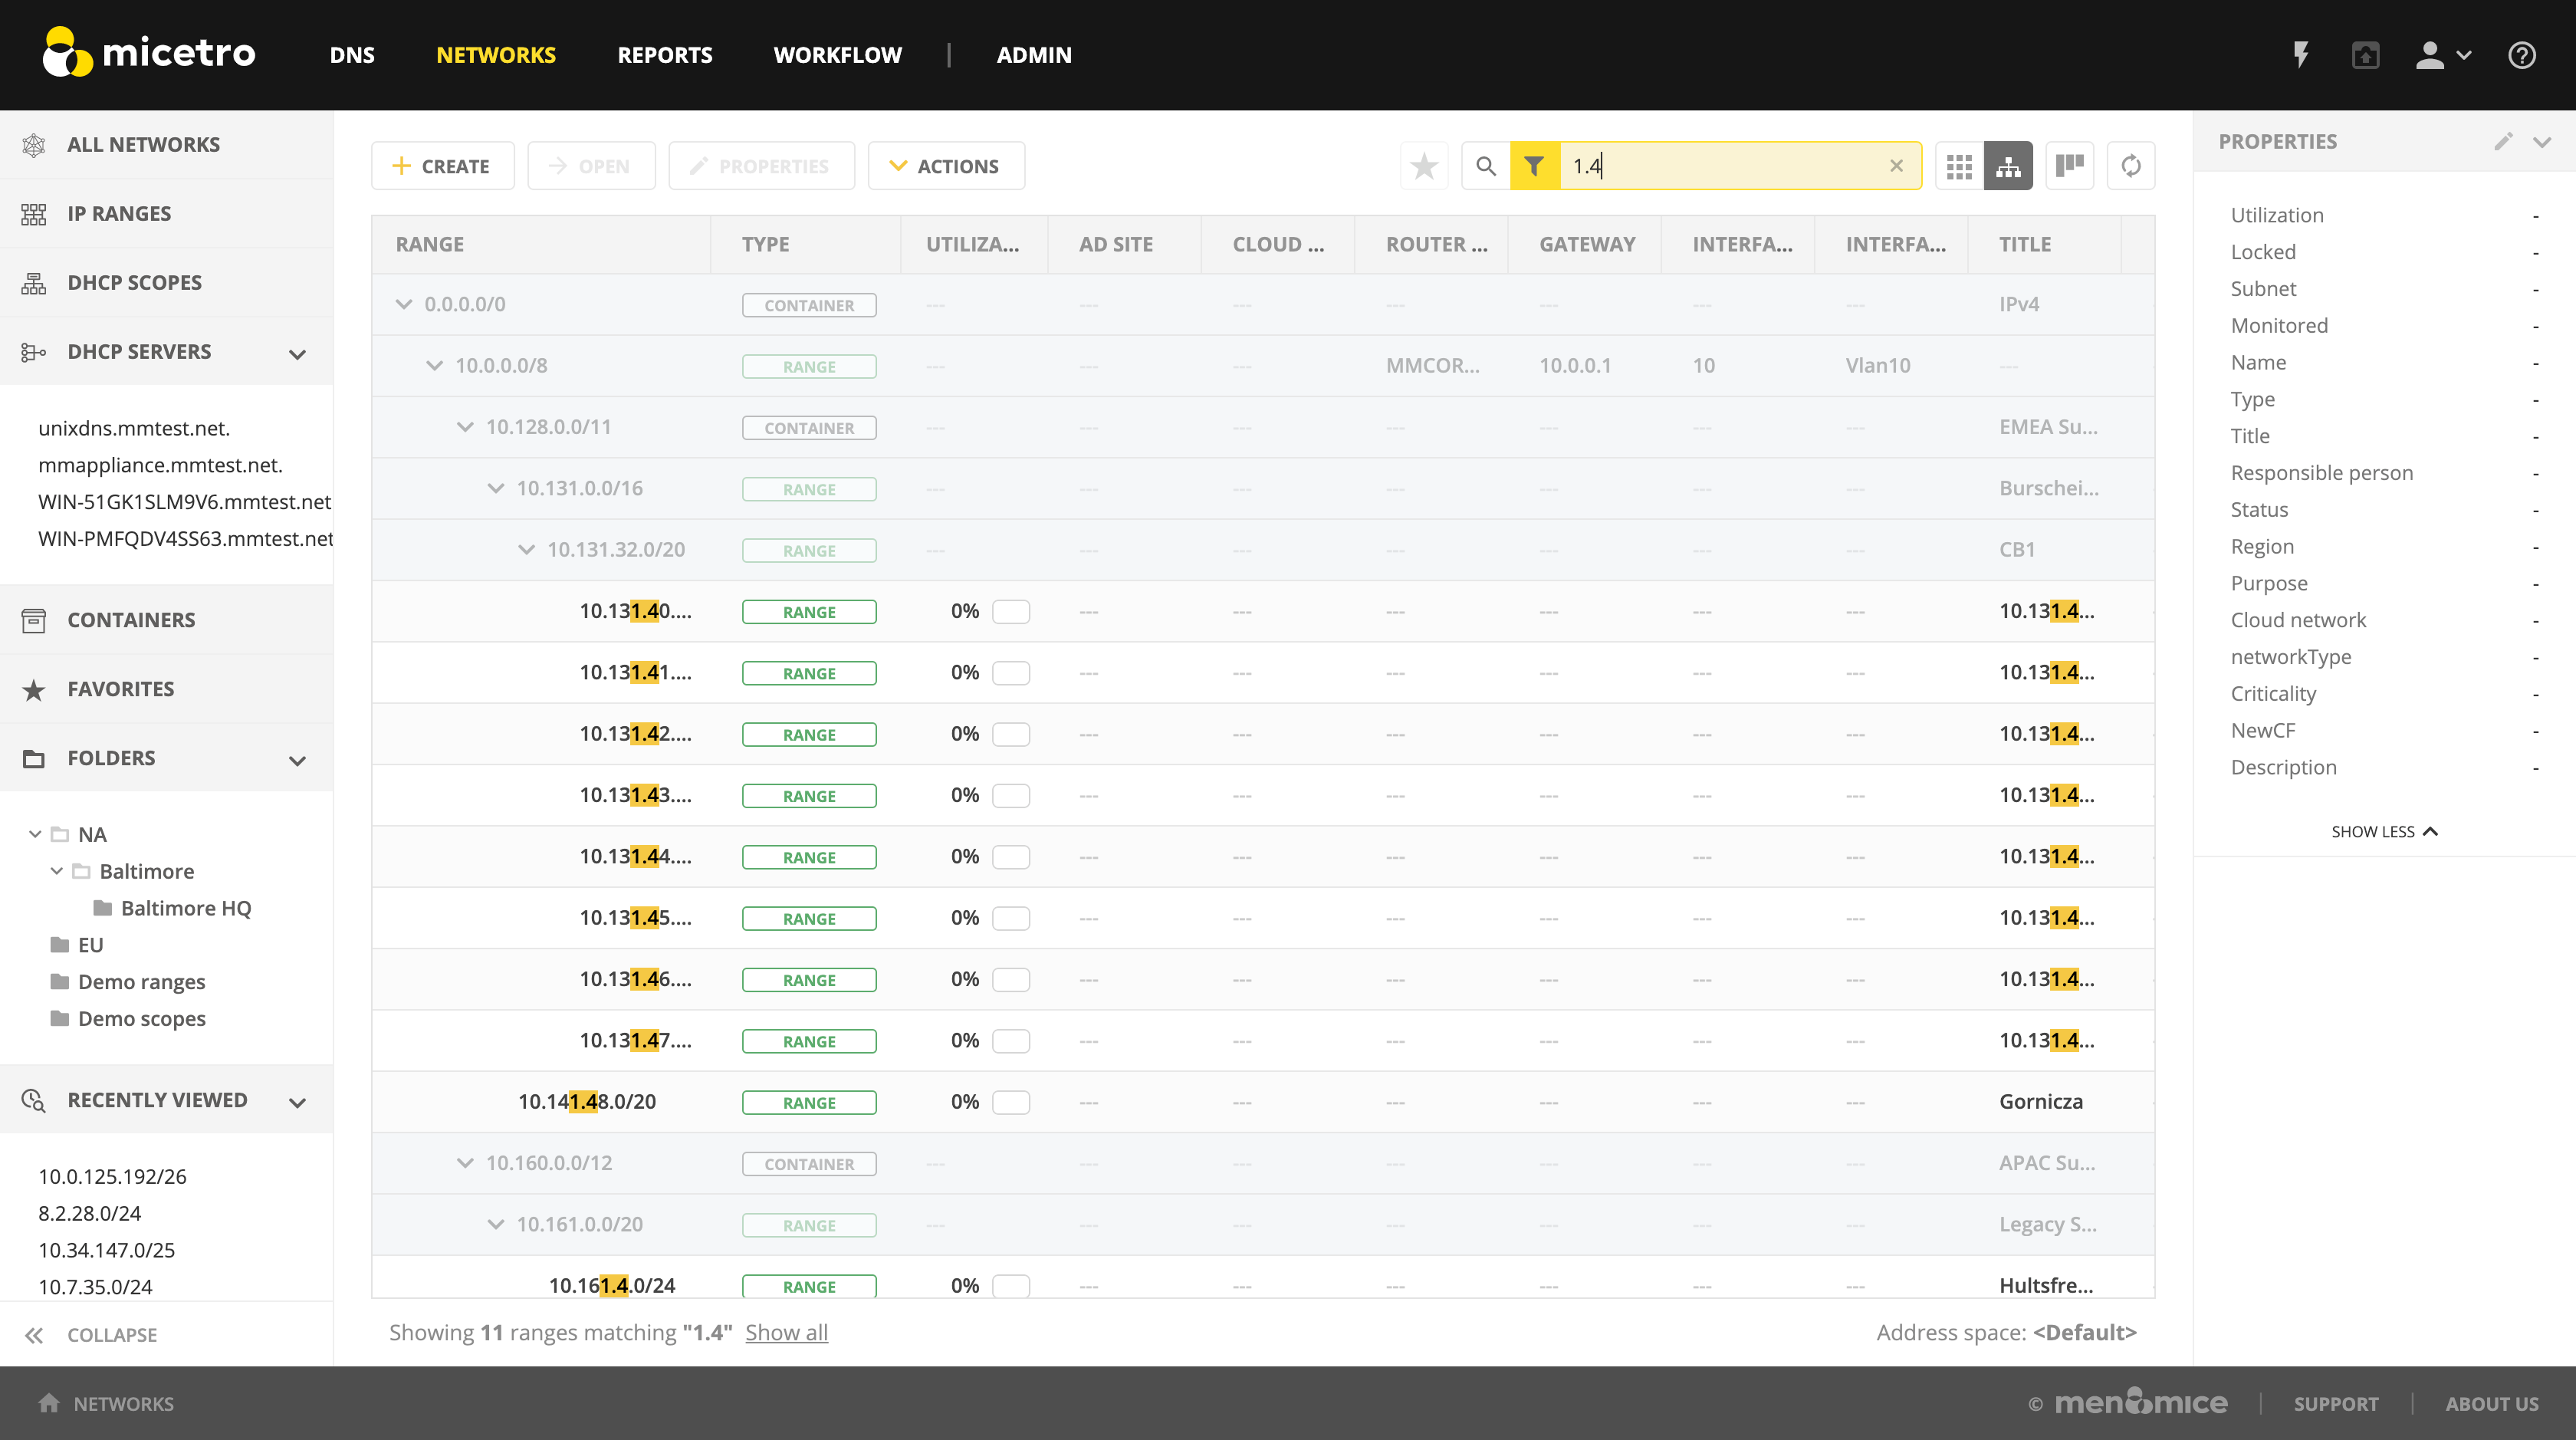 micetro DNS NETWORKS REPORTS WORKFLOW | ADMIN
ALL NETWORKS
IP RANGES
DHCP SCOPES
DHCP SERVERS
unixdns.mmtest.net.
mmappliance.mmtest.net.
WIN-51GK1SLM9V6.mmtest.net
WIN-PMFQDV4SS63.mmtest.net
CONTAINERS
FAVORITES
FOLDERS
NA
Baltimore
Baltimore HQ
EU
Demo ranges
Demo scopes
RECENTLY VIEWED
10.0.125.192/26
8.2.28.0/24
10.34.147.0/25
10.7.35.0/24
COLLAPSE
CREATE OPEN PROPERTIES ACTIONS 1.4
RANGE TYPE UTILIZA... AD SITE CLOUD ... ROUTER ... GATEWAY INTERFA... INTERFA... TITLE
0.0.0.0/0 CONTAINER --- --- --- --- --- --- --- IPv4
10.0.0.0/8 RANGE --- --- --- MMCOR... 10.0.0.1 10 Vlan10 ---
10.128.0.0/11 CONTAINER --- --- --- --- --- --- --- EMEA Su...
10.131.0.0/16 RANGE --- --- --- --- --- --- --- Burschei...
10.131.32.0/20 RANGE --- --- --- --- --- --- --- CB1
10.131.40.... RANGE 0% --- --- --- --- --- --- 10.131.4...
10.131.41.... RANGE 0% --- --- --- --- --- --- 10.131.4...
10.131.42.... RANGE 0% --- --- --- --- --- --- 10.131.4...
10.131.43.... RANGE 0% --- --- --- --- --- --- 10.131.4...
10.131.44.... RANGE 0% --- --- --- --- --- --- 10.131.4...
10.131.45.... RANGE 0% --- --- --- --- --- --- 10.131.4...
10.131.46.... RANGE 0% --- --- --- --- --- --- 10.131.4...
10.131.47.... RANGE 0% --- --- --- --- --- --- 10.131.4...
10.141.48.0/20 RANGE 0% --- --- --- --- --- --- Gornicza
10.160.0.0/12 CONTAINER --- --- --- --- --- --- --- APAC Su...
10.161.0.0/20 RANGE --- --- --- --- --- --- --- Legacy S...
10.161.4.0/24 RANGE 0% --- --- --- --- --- --- Hultsfre...
Showing 11 ranges matching "1.4" Show all Address space: <Default>
PROPERTIES
Utilization -
Locked -
Subnet -
Monitored -
Name -
Type -
Title -
Responsible person -
Status -
Region -
Purpose -
Cloud network -
networkType -
Criticality -
NewCF -
Description -
SHOW LESS
NETWORKS © men&mice | SUPPORT | ABOUT US